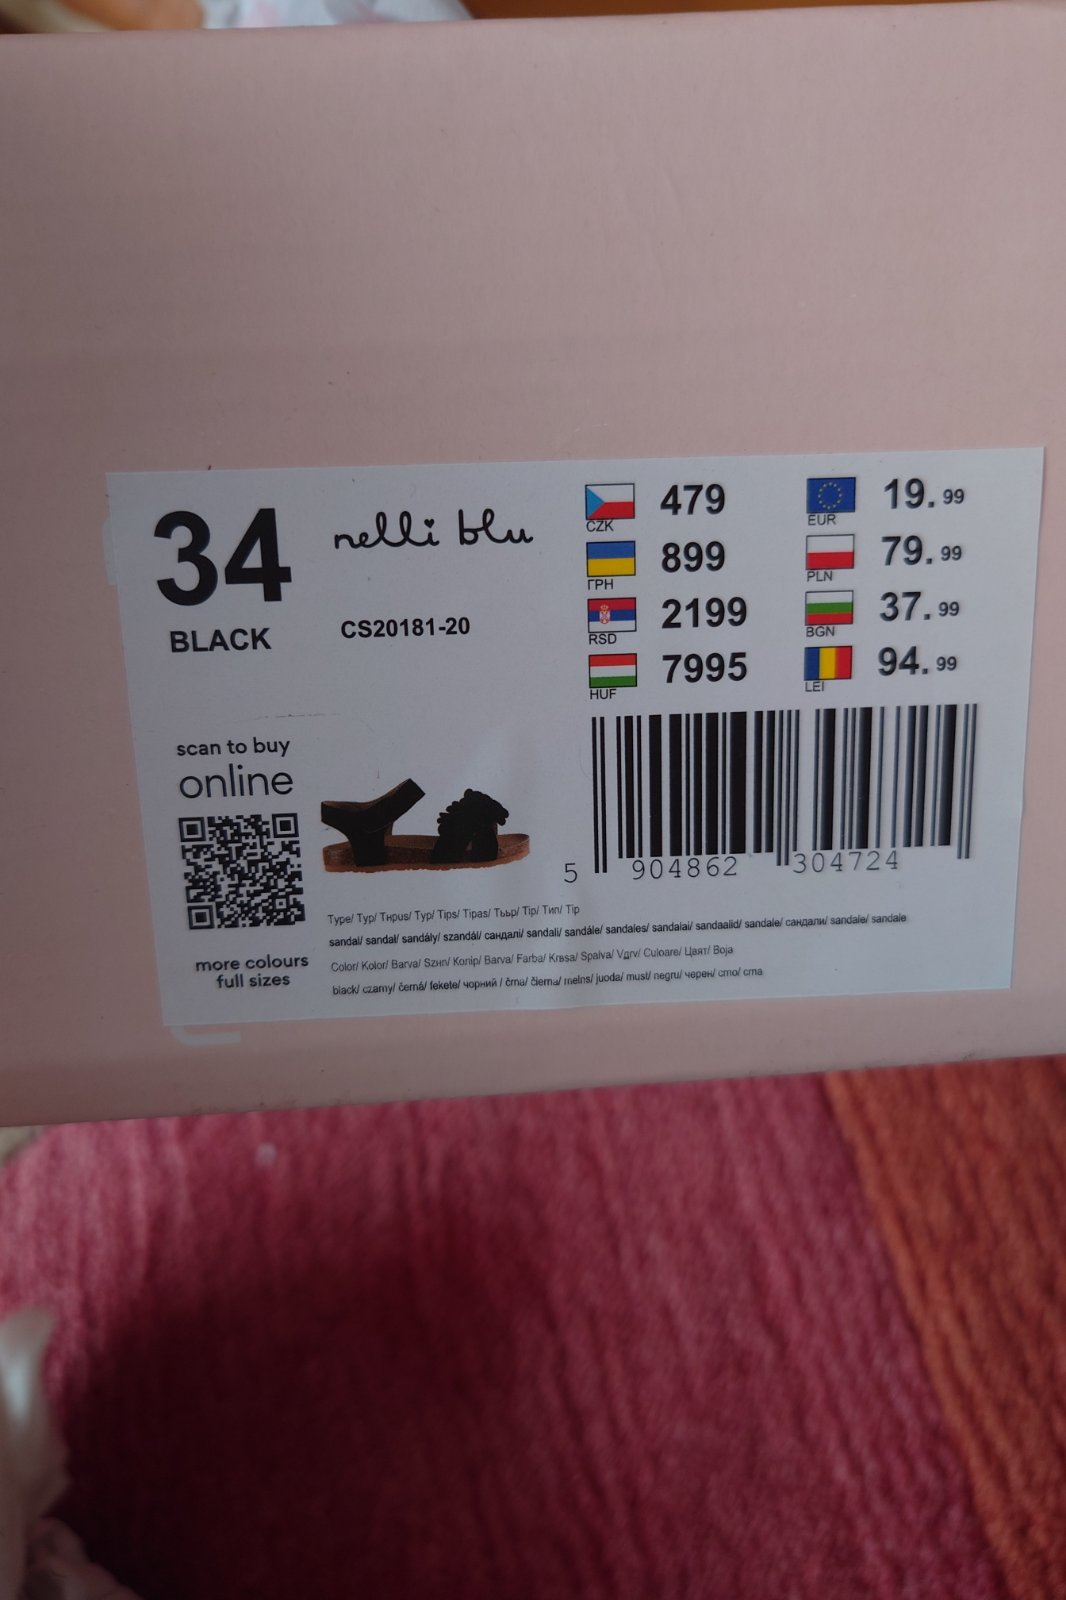 34
BLACK
nelli blu
CS20181-20
CZK 479
ГРН 899
RSD 2199
HUF 7995
EUR 19.99
PLN 79.99
BGN 37.99
LEI 94.99
scan to buy
online
more colours
full sizes
5 904862 304724
Type/ Typ/ Typ/ Tips/ Tipas/ Tip/ Тип/ Tip
sandal/ sandał/ sandály/ szandál/ сандалі/ sandali/ sandále/ sandales/ sandalai/ sandaalid/ sandale/ сандали/ sandale/ sandale
Color/ Kolor/ Barva/ Колір/ Barva/ Farba/ Krāsa/ Spalva/ Culoare/ Цвят/ Boja
black/ czarny/ černá/ fekete/ чорний / črna/ čierna/ melns/ juoda/ must/ negru/ черен/ crno/ crna